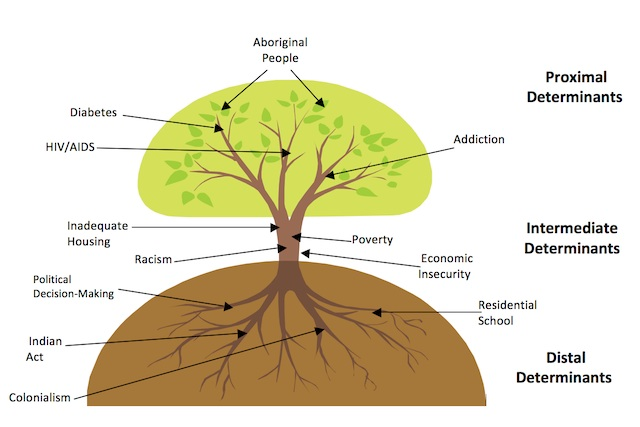 Aboriginal
People
Proximal
Determinants
Diabetes
HIV/AIDS
Addiction
Inadequate
Housing
Poverty
Intermediate
Determinants
Racism
Economic
Insecurity
Political
Decision-Making
Residential
School
Indian
Act
Distal
Determinants
Colonialism